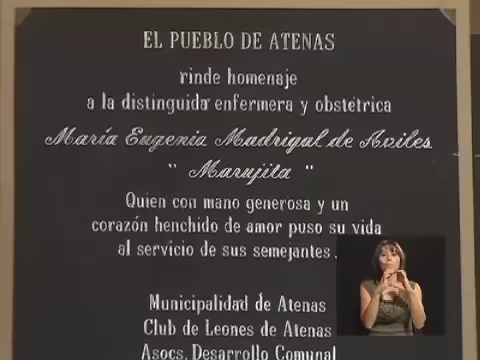 EL PUEBLO DE ATENAS
rinde homenaje
a la distinguida enfermera y obstétrica
María Eugenia Madrigal de Aviles
" Marujita "
Quien con mano generosa y un
corazón henchido de amor puso su vida
al servicio de sus semejantes.
Municipalidad de Atenas
Club de Leones de Atenas
Asocs. Desarrollo Comunal